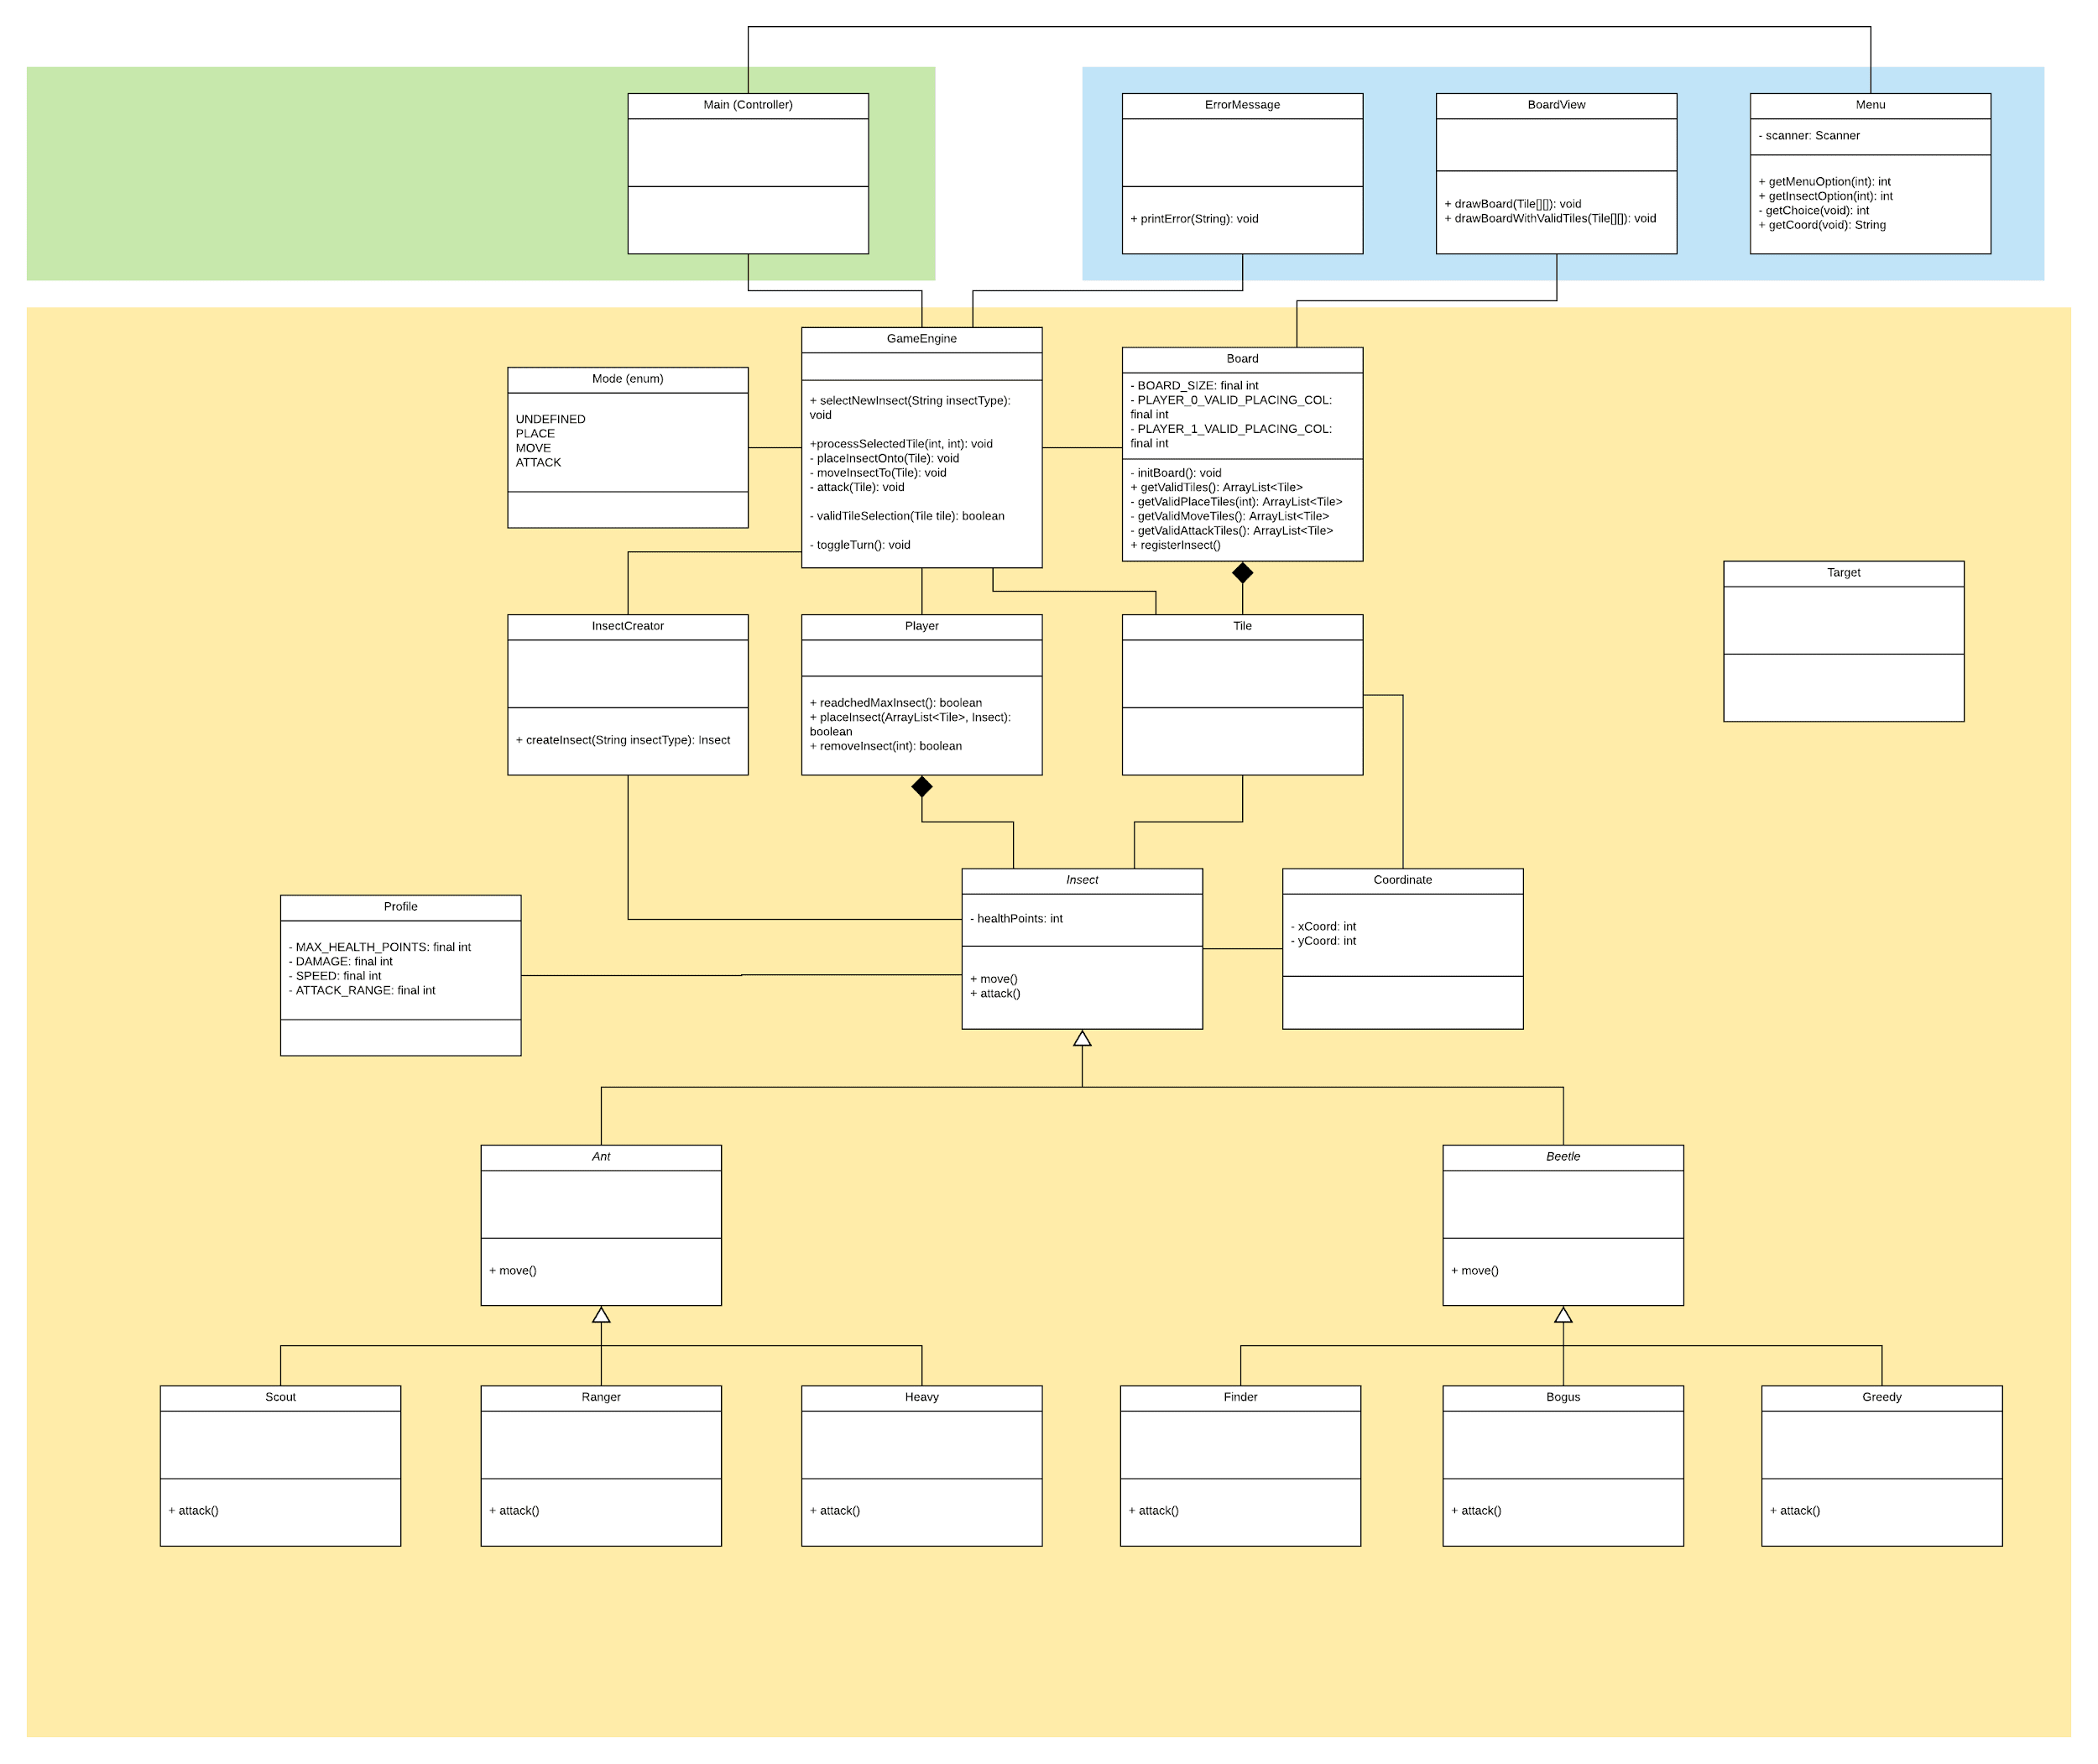 Main (Controller)
ErrorMessage
+ printError(String): void
BoardView
+ drawBoard(Tile[][]): void
+ drawBoardWithValidTiles(Tile[][]): void
Menu
- scanner: Scanner
+ getMenuOption(int): int
+ getInsectOption(int): int
- getChoice(void): int
+ getCoord(void): String
Mode (enum)
UNDEFINED
PLACE
MOVE
ATTACK
GameEngine
+ selectNewInsect(String insectType):
void
+processSelectedTile(int, int): void
- placeInsectOnto(Tile): void
- moveInsectTo(Tile): void
- attack(Tile): void
- validTileSelection(Tile tile): boolean
- toggleTurn(): void
Board
- BOARD_SIZE: final int
- PLAYER_0_VALID_PLACING_COL:
final int
- PLAYER_1_VALID_PLACING_COL:
final int
- initBoard(): void
+ getValidTiles(): ArrayList<Tile>
- getValidPlaceTiles(int): ArrayList<Tile>
- getValidMoveTiles(): ArrayList<Tile>
- getValidAttackTiles(): ArrayList<Tile>
+ registerInsect()
Target
InsectCreator
+ createInsect(String insectType): Insect
Player
+ readchedMaxInsect(): boolean
+ placeInsect(ArrayList<Tile>, Insect):
boolean
+ removeInsect(int): boolean
Tile
Profile
- MAX_HEALTH_POINTS: final int
- DAMAGE: final int
- SPEED: final int
- ATTACK_RANGE: final int
Insect
- healthPoints: int
+ move()
+ attack()
Coordinate
- xCoord: int
- yCoord: int
Ant
+ move()
Beetle
+ move()
Scout
+ attack()
Ranger
+ attack()
Heavy
+ attack()
Finder
+ attack()
Bogus
+ attack()
Greedy
+ attack()